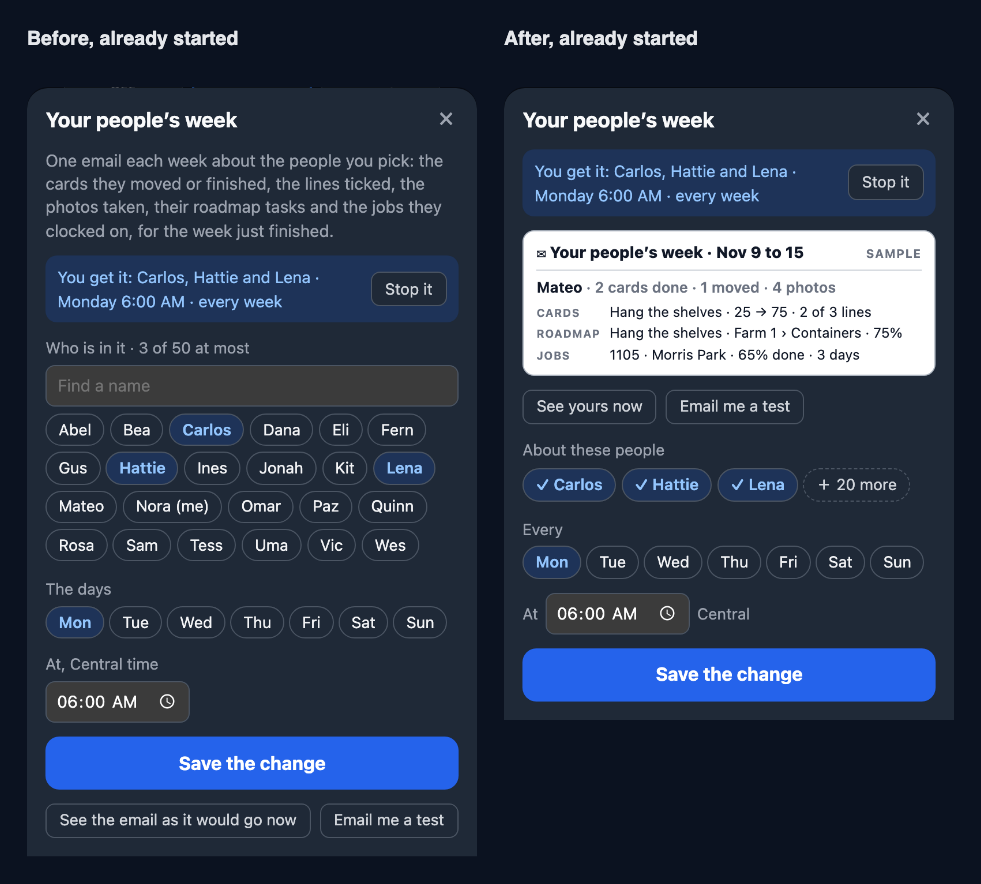 Before, already started
Your people's week
One email each week about the people you pick: the
cards they moved or finished, the lines ticked, the
photos taken, their roadmap tasks and the jobs they
clocked on, for the week just finished.
You get it: Carlos, Hattie and Lena ·
Monday 6:00 AM · every week
Stop it
Who is in it · 3 of 50 at most
Find a name
Abel Bea Carlos Dana Eli Fern
Gus Hattie Ines Jonah Kit Lena
Mateo Nora (me) Omar Paz Quinn
Rosa Sam Tess Uma Vic Wes
The days
Mon Tue Wed Thu Fri Sat Sun
At, Central time
06:00 AM
Save the change
See the email as it would go now Email me a test
After, already started
Your people's week
You get it: Carlos, Hattie and Lena ·
Monday 6:00 AM · every week
Stop it
Your people's week · Nov 9 to 15 SAMPLE
Mateo · 2 cards done · 1 moved · 4 photos
CARDS Hang the shelves · 25 → 75 · 2 of 3 lines
ROADMAP Hang the shelves · Farm 1 › Containers · 75%
JOBS 1105 · Morris Park · 65% done · 3 days
See yours now Email me a test
About these people
✓ Carlos ✓ Hattie ✓ Lena + 20 more
Every
Mon Tue Wed Thu Fri Sat Sun
At 06:00 AM Central
Save the change